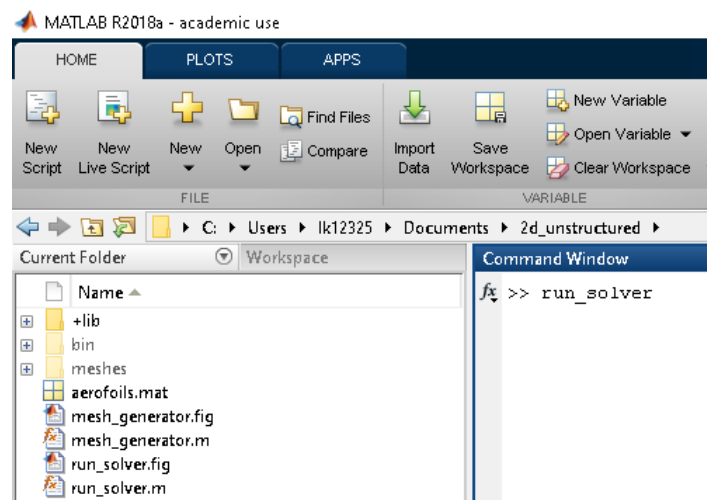 MATLAB R2018a - academic use
HOME PLOTS APPS
New Script
New Live Script
New
Open
Find Files
Compare
Import Data
Save Workspace
New Variable
Open Variable
Clear Workspace
FILE VARIABLE
C: Users lk12325 Documents 2d_unstructured
Current Folder Workspace Command Window
Name
fx >> run_solver
+lib
bin
meshes
aerofoils.mat
mesh_generator.fig
mesh_generator.m
run_solver.fig
run_solver.m